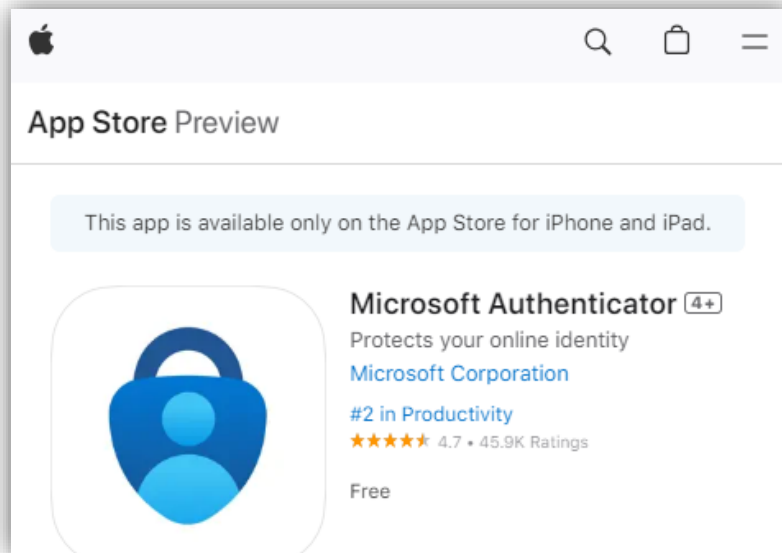 App Store Preview
This app is available only on the App Store for iPhone and iPad.
Microsoft Authenticator 4+
Protects your online identity
Microsoft Corporation
#2 in Productivity
4.7 • 45.9K Ratings
Free